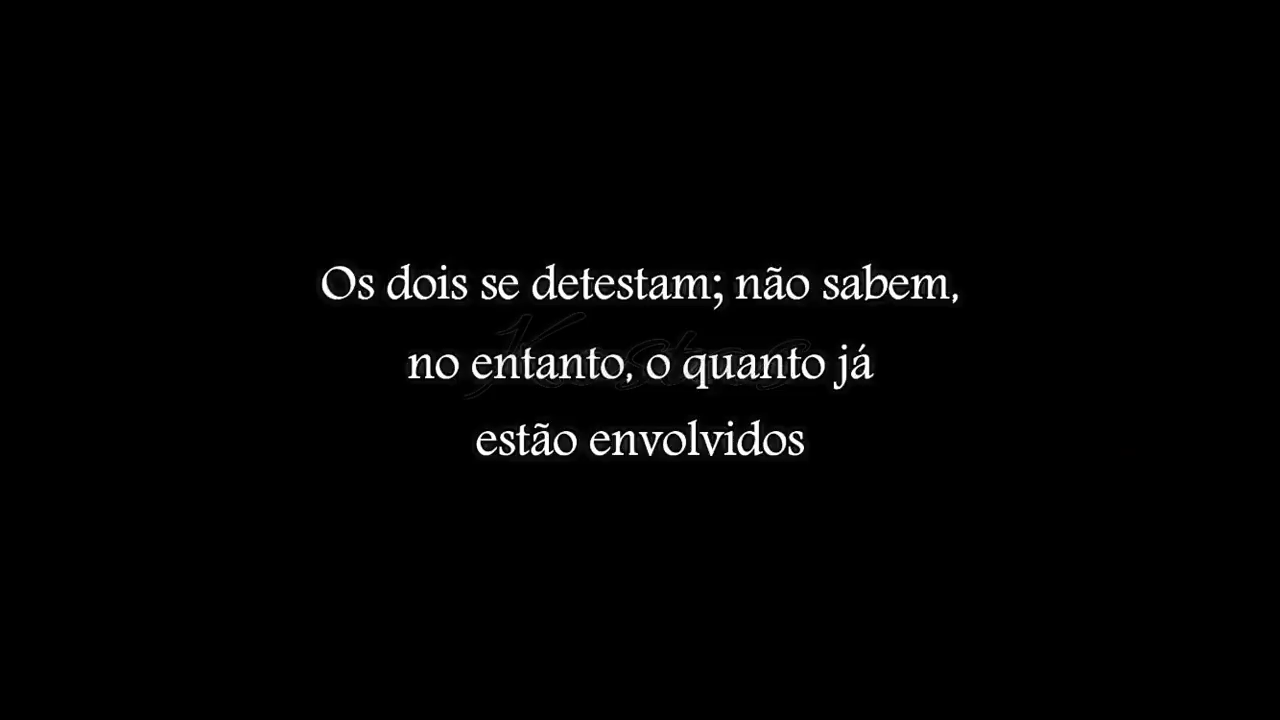 Os dois se detestam; não sabem,
no entanto, o quanto já
estão envolvidos